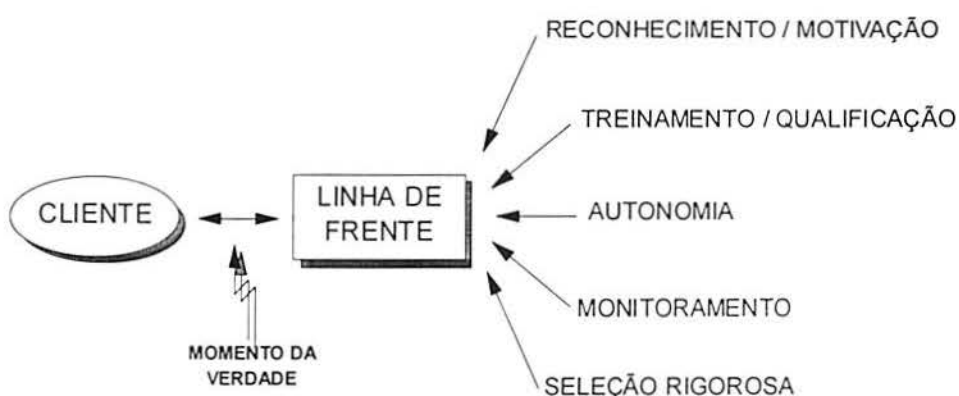 RECONHECIMENTO / MOTIVAÇÃO
TREINAMENTO / QUALIFICAÇÃO
CLIENTE
LINHA DE
FRENTE
AUTONOMIA
MONITORAMENTO
MOMENTO DA
VERDADE
SELEÇÃO RIGOROSA